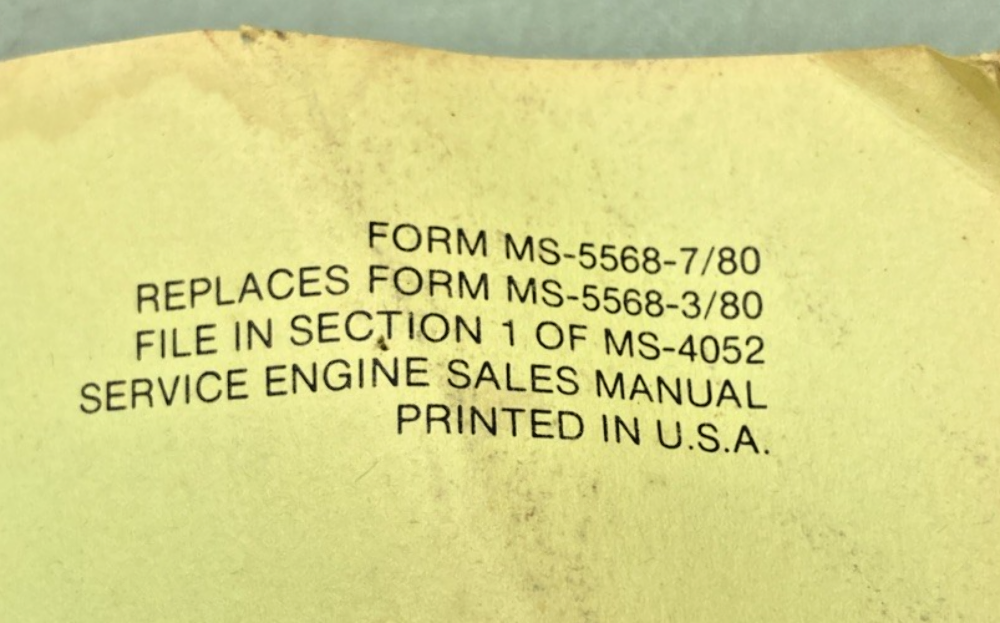 FORM MS-5568-7/80
REPLACES FORM MS-5568-3/80
FILE IN SECTION 1 OF MS-4052
SERVICE ENGINE SALES MANUAL
PRINTED IN U.S.A.